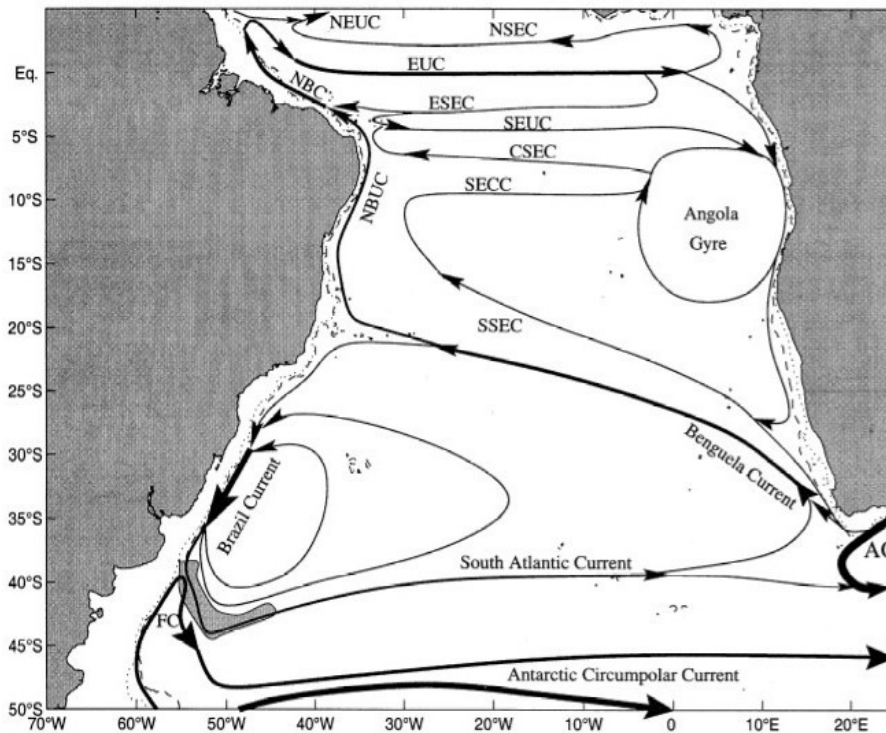 NEUC
NSEC
Eq.
EUC
NBC
ESEC
5°S
SEUC
CSEC
SECC
10°S
NBUC
Angola
Gyre
15°S
SSEC
20°S
25°S
30°S
Brazil Current
Benguela Current
35°S
AC
South Atlantic Current
40°S
FC
45°S
Antarctic Circumpolar Current
50°S
70°W
60°W
50°W
40°W
30°W
20°W
10°W
0
10°E
20°E